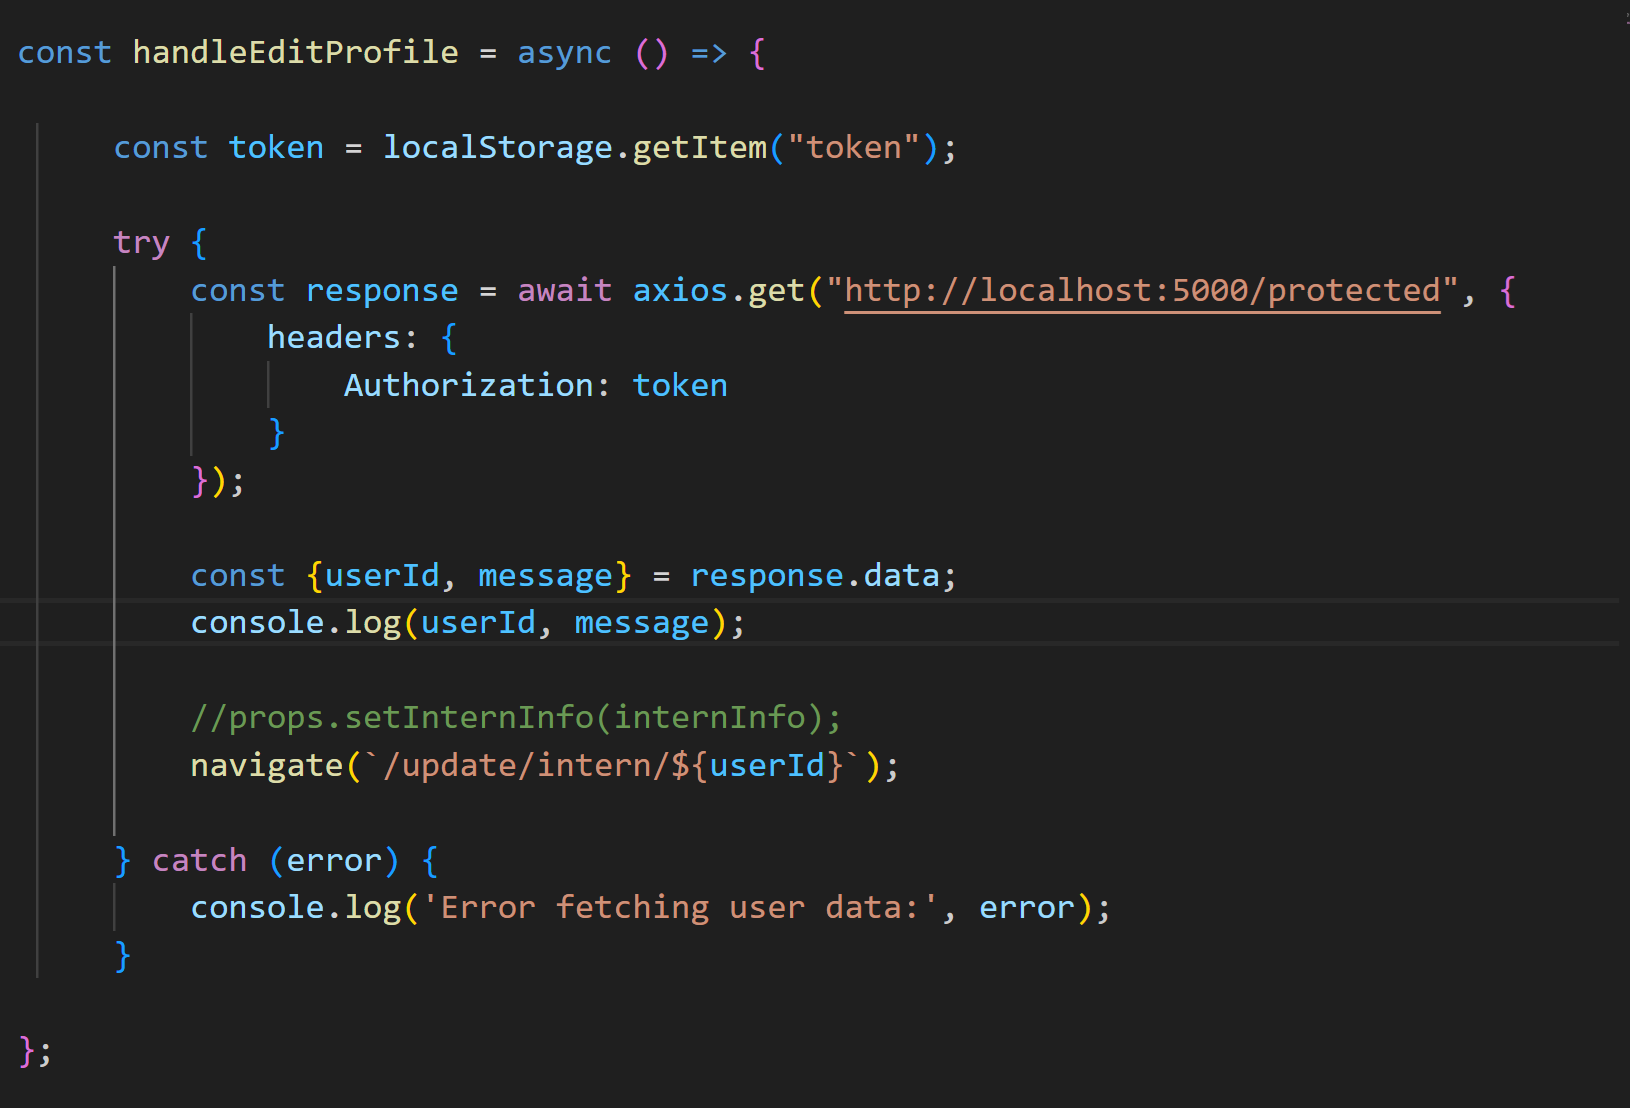 const handleEditProfile = async () => {
const token = localStorage.getItem("token");
try {
const response = await axios.get("http://localhost:5000/protected", {
headers: {
Authorization: token
}
});
const {userId, message} = response.data;
console.log(userId, message);
//props.setInternInfo(internInfo);
navigate(`/update/intern/${userId}`);
} catch (error) {
console.log('Error fetching user data:', error);
}
};